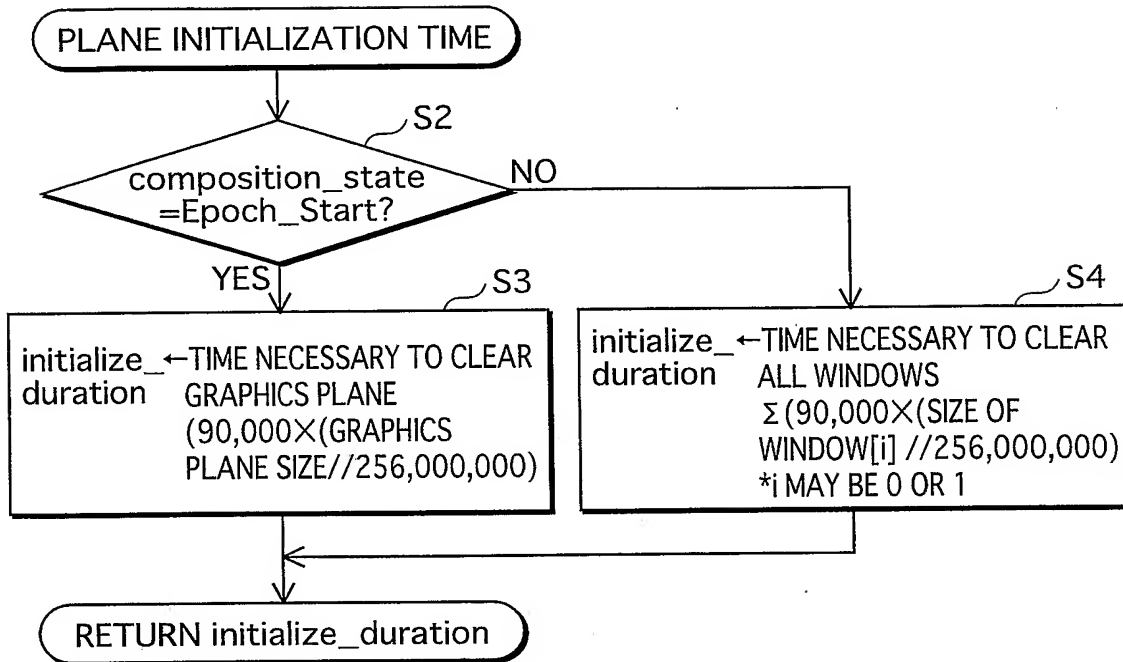 PLANE INITIALIZATION TIME
S2
composition_state
=Epoch_Start?
NO
YES
S3
initialize_ ←TIME NECESSARY TO CLEAR
duration GRAPHICS PLANE
(90,000×(GRAPHICS
PLANE SIZE//256,000,000)
S4
initialize_ ←TIME NECESSARY TO CLEAR
duration ALL WINDOWS
Σ(90,000×(SIZE OF
WINDOW[i] //256,000,000)
*i MAY BE 0 OR 1
RETURN initialize_duration